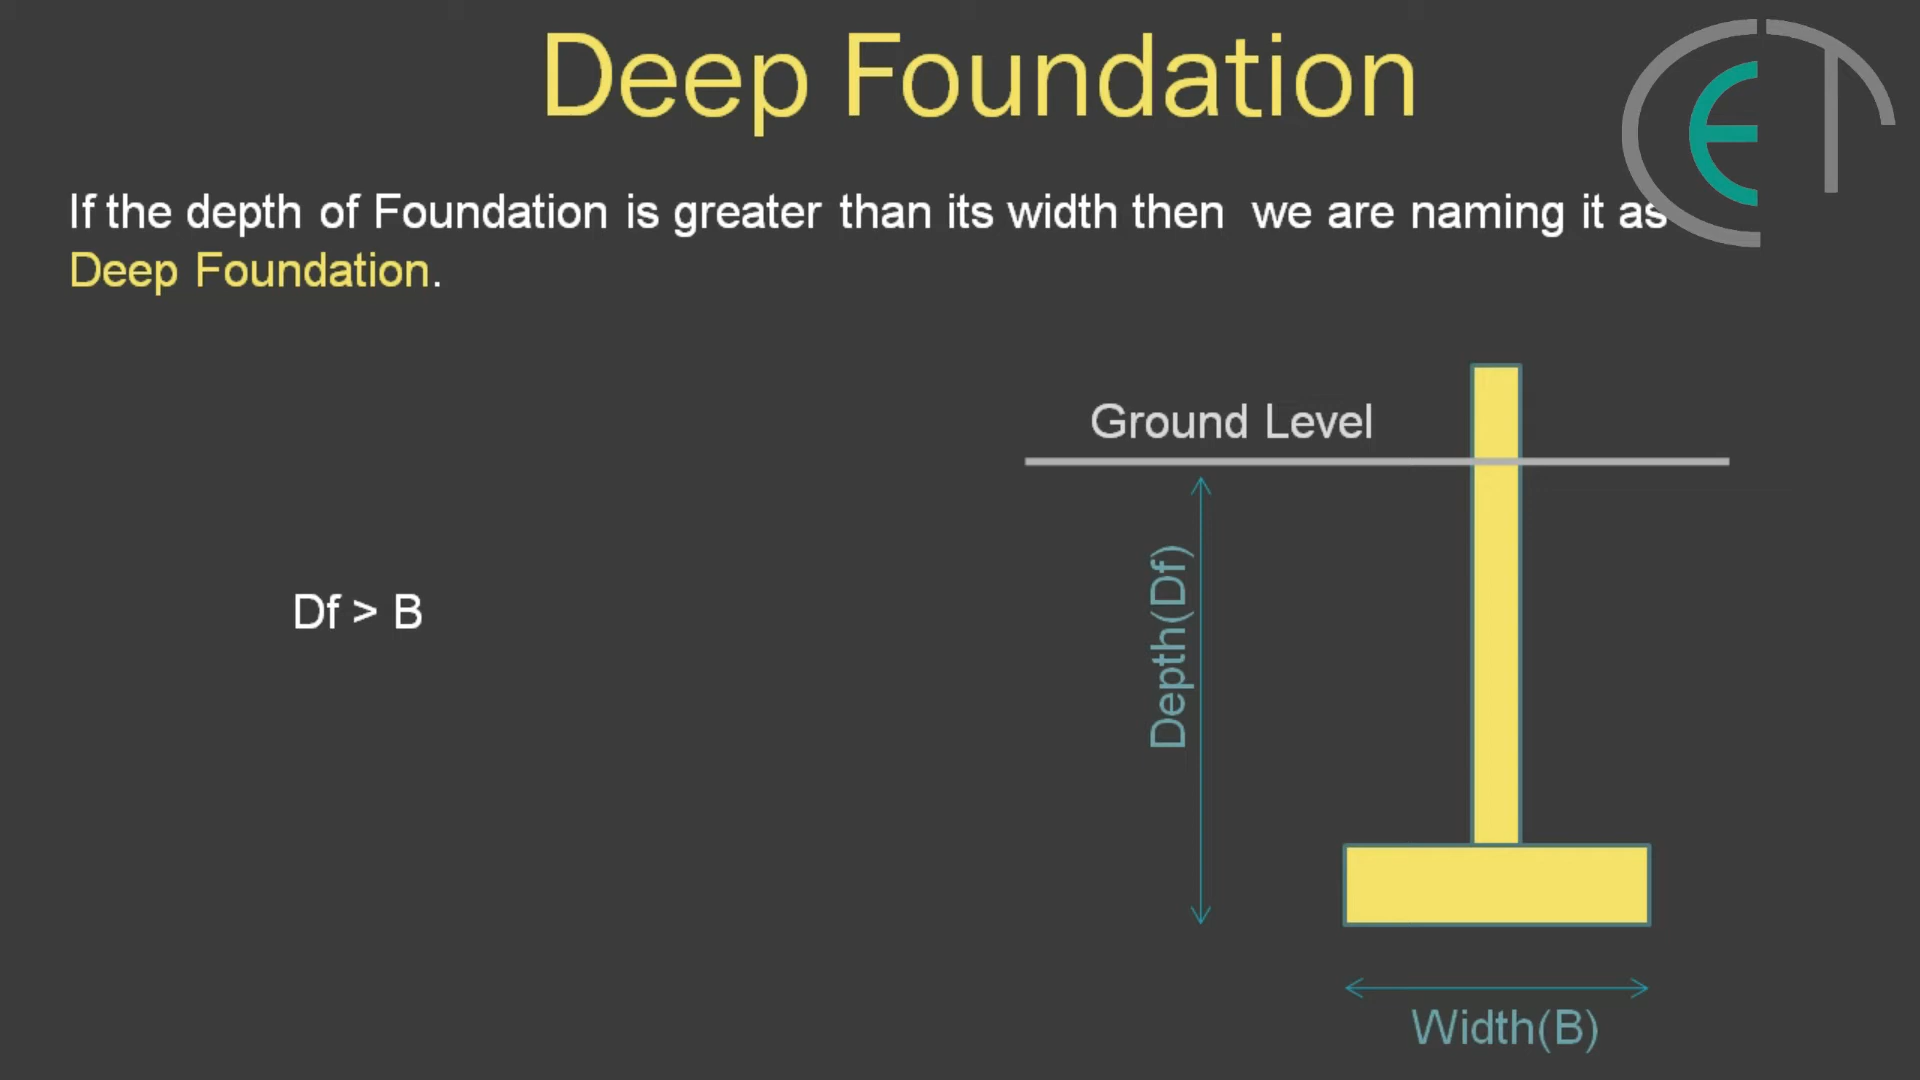 Deep Foundation
If the depth of Foundation is greater than its width then we are naming it as
Deep Foundation.
Ground Level
Depth(Df)
Df > B
Width(B)
CET